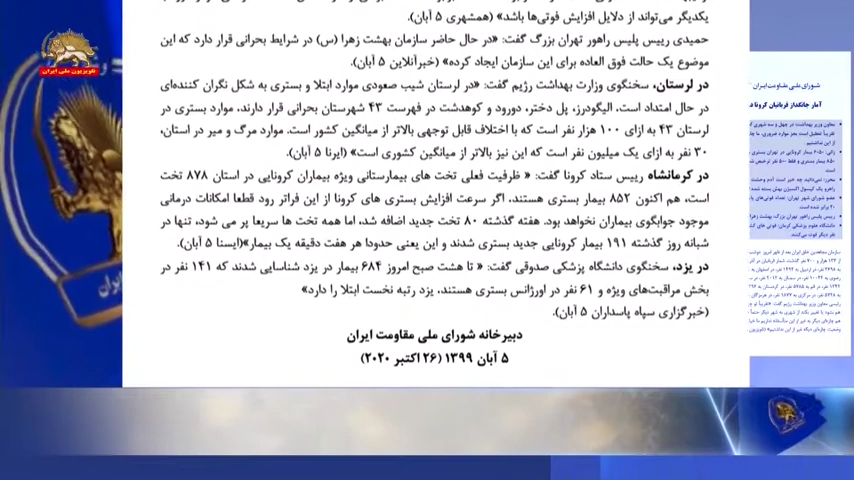 یکدیگر می‌تواند از دلایل افزایش فوتی‌ها باشد» (همشهری ۵ آبان).
حمیدی رییس پلیس راهور تهران بزرگ گفت: «در حال حاضر سازمان بهشت زهرا (س) در شرایط بحرانی قرار دارد که این
موضوع یک حالت فوق العاده برای این سازمان ایجاد کرده» (خبرآنلاین ۵ آبان).
در لرستان، سخنگوی وزارت بهداشت رژیم گفت: «در لرستان شیب صعودی موارد ابتلا و بستری به شکل نگران کننده‌ای
در حال امتداد است. الیگودرز، پل دختر، دورود و کوهدشت در فهرست ۴۳ شهرستان بحرانی قرار دارند. موارد بستری در
لرستان ۴۳ به ازای ۱۰۰ هزار نفر است که با اختلاف قابل توجهی بالاتر از میانگین کشور است. موارد مرگ و میر در استان،
۳۰ نفر به ازای یک میلیون نفر است که این نیز بالاتر از میانگین کشوری است» (ایرنا ۵ آبان).
در کرمانشاه رییس ستاد کرونا گفت: « ظرفیت فعلی تخت های بیمارستانی ویژه بیماران کرونایی در استان ۸۷۸ تخت
است، هم اکنون ۸۵۲ بیمار بستری هستند. اگر سرعت افزایش بستری های کرونا از این فراتر رود قطعا امکانات درمانی
موجود جوابگوی بیماران نخواهد بود. هفته گذشته ۸۰ تخت جدید اضافه شد، اما همه تخت ها سریعا پر می شود، تنها در
شبانه روز گذشته ۱۹۱ بیمار کرونایی جدید بستری شدند و این یعنی حدودا هر هفت دقیقه یک بیمار»(ایسنا ۵ آبان).
در یزد، سخنگوی دانشگاه پزشکی صدوقی گفت: « تا هشت صبح امروز ۶۸۴ بیمار در یزد شناسایی شدند که ۱۴۱ نفر در
بخش مراقبت‌های ویژه و ۶۱ نفر در اورژانس بستری هستند. یزد رتبه نخست ابتلا را دارد»
(خبرگزاری سپاه پاسداران ۵ آبان).
دبیرخانه شورای ملی مقاومت ایران
۵ آبان ۱۳۹۹ (۲۶ اکتبر ۲۰۲۰)
تلویزیون ملی ایران
شورای ملی مقاومت ایران
آمار جانگداز قربانیان کرونا د